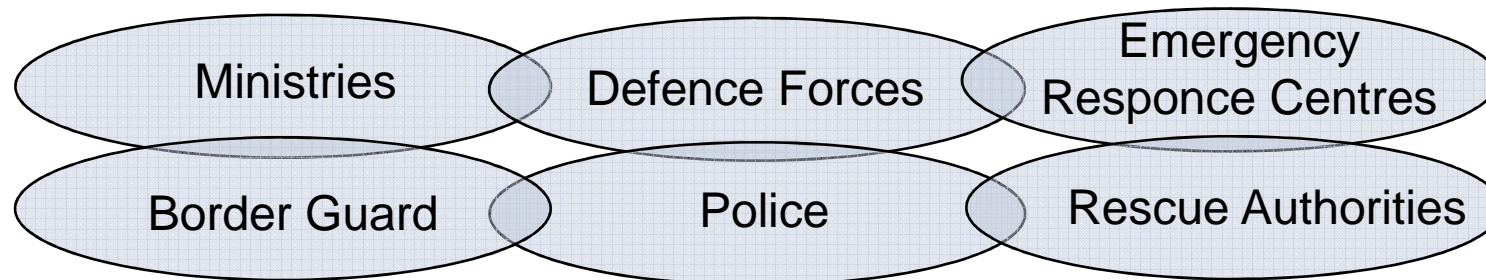 Ministries
Defence Forces
Emergency
Responce Centres
Border Guard
Police
Rescue Authorities